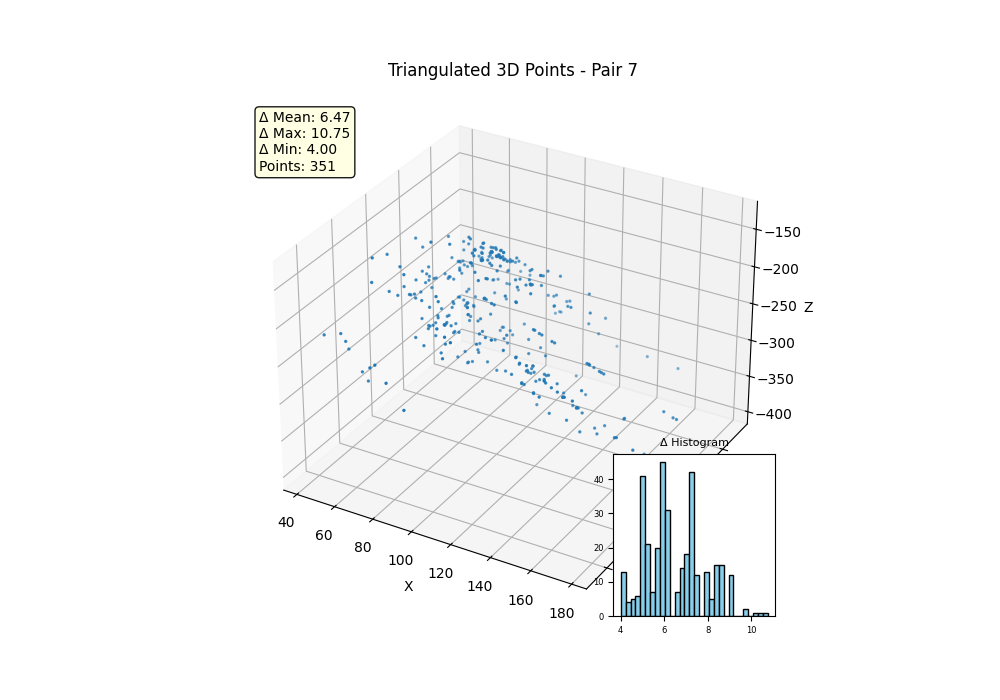 Triangulated 3D Points - Pair 7
Δ Mean: 6.47
Δ Max: 10.75
Δ Min: 4.00
Points: 351
−150
−200
−250
Z
−300
−350
−400
40
60
80
100
120
140
160
180
X
Δ Histogram
40
30
20
10
0
4
6
8
10